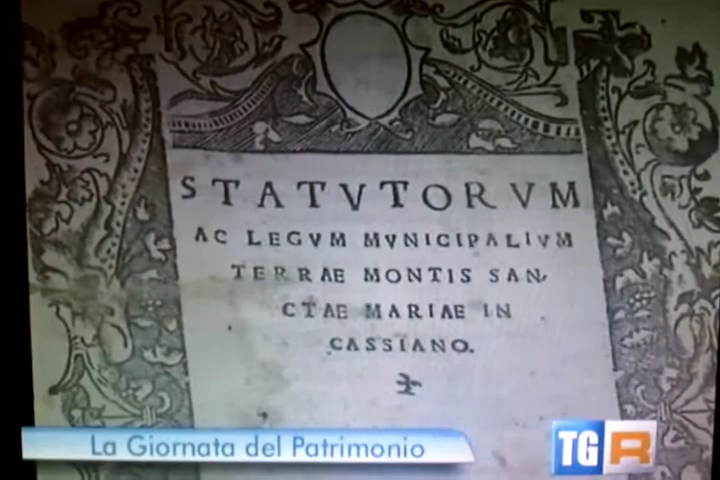 STATVTORVM
AC LEGVM MVNICIPALIVM
TERRAE MONTIS SAN,
CTAE MARIAE IN
CASSIANO.
La Giornata del Patrimonio
TGR